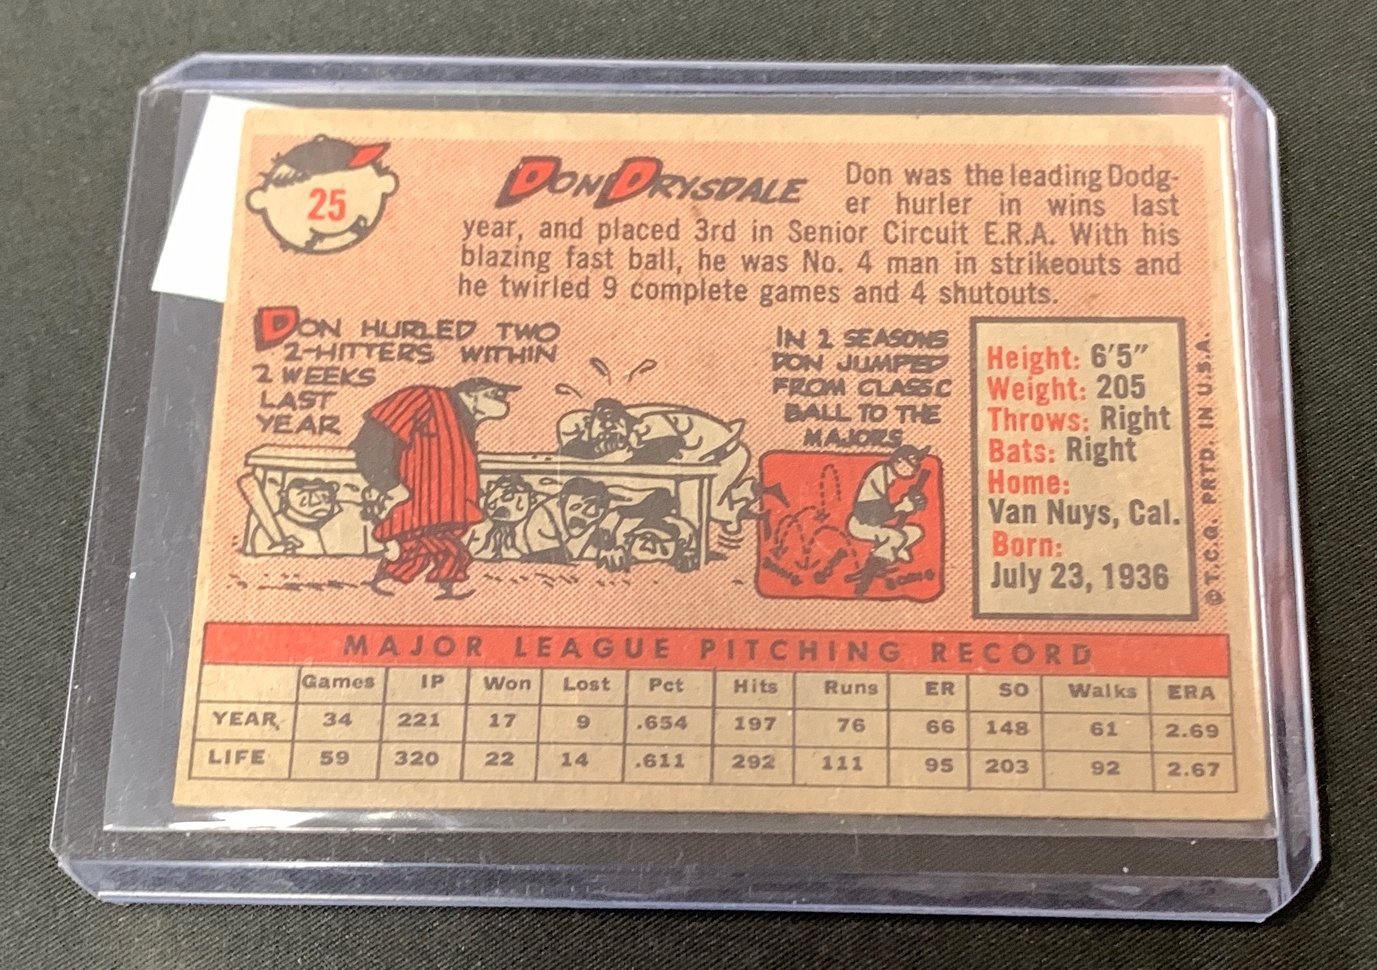 25
DON DRYSDALE
Don was the leading Dodg-
er hurler in wins last
year, and placed 3rd in Senior Circuit E.R.A. With his
blazing fast ball, he was No. 4 man in strikeouts and
he twirled 9 complete games and 4 shutouts.
DON HURLED TWO
2-HITTERS WITHIN
2 WEEKS
LAST
YEAR
IN 2 SEASONS
DON JUMPED
FROM CLASS C
BALL TO THE
MAJORS
Height: 6'5"
Weight: 205
Throws: Right
Bats: Right
Home:
Van Nuys, Cal.
Born:
July 23, 1936
© T.C.G. PRTD. IN U.S.A.
MAJOR LEAGUE PITCHING RECORD
Games IP Won Lost Pct Hits Runs ER SO Walks ERA
YEAR 34 221 17 9 .654 197 76 66 148 61 2.69
LIFE 59 320 22 14 .611 292 111 95 203 92 2.67